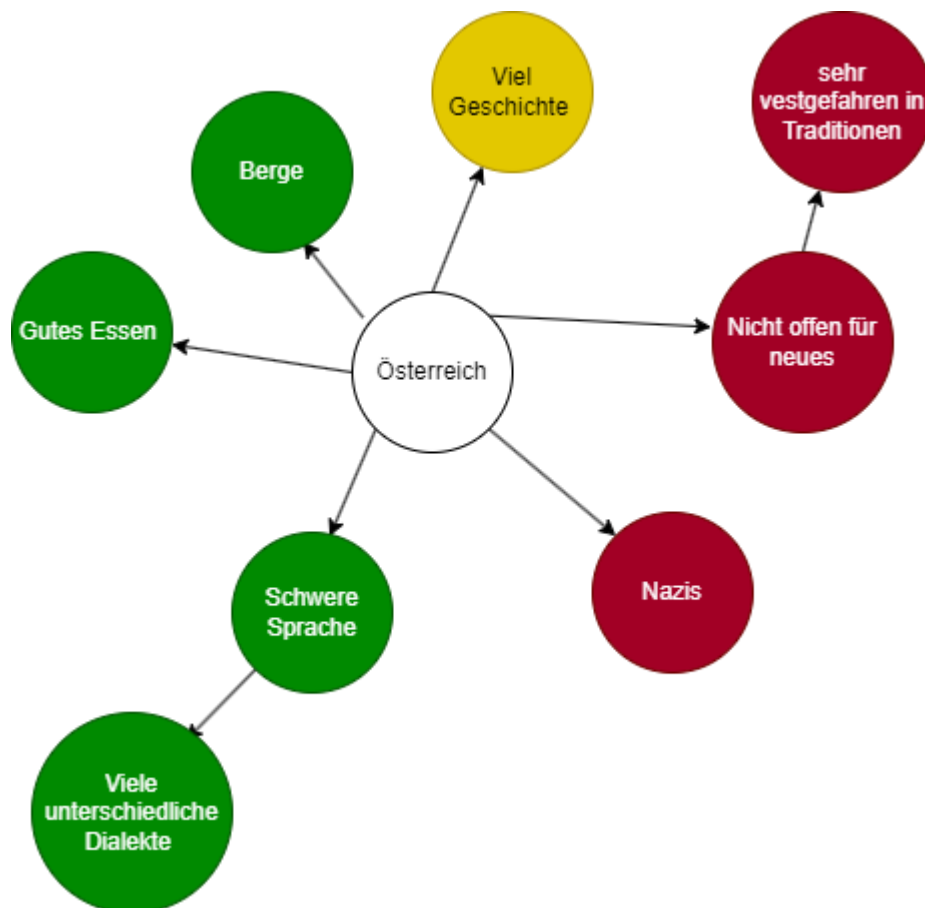 Viel
Geschichte
sehr
vestgefahren in
Traditionen
Berge
Gutes Essen
Österreich
Nicht offen für
neues
Schwere
Sprache
Nazis
Viele
unterschiedliche
Dialekte